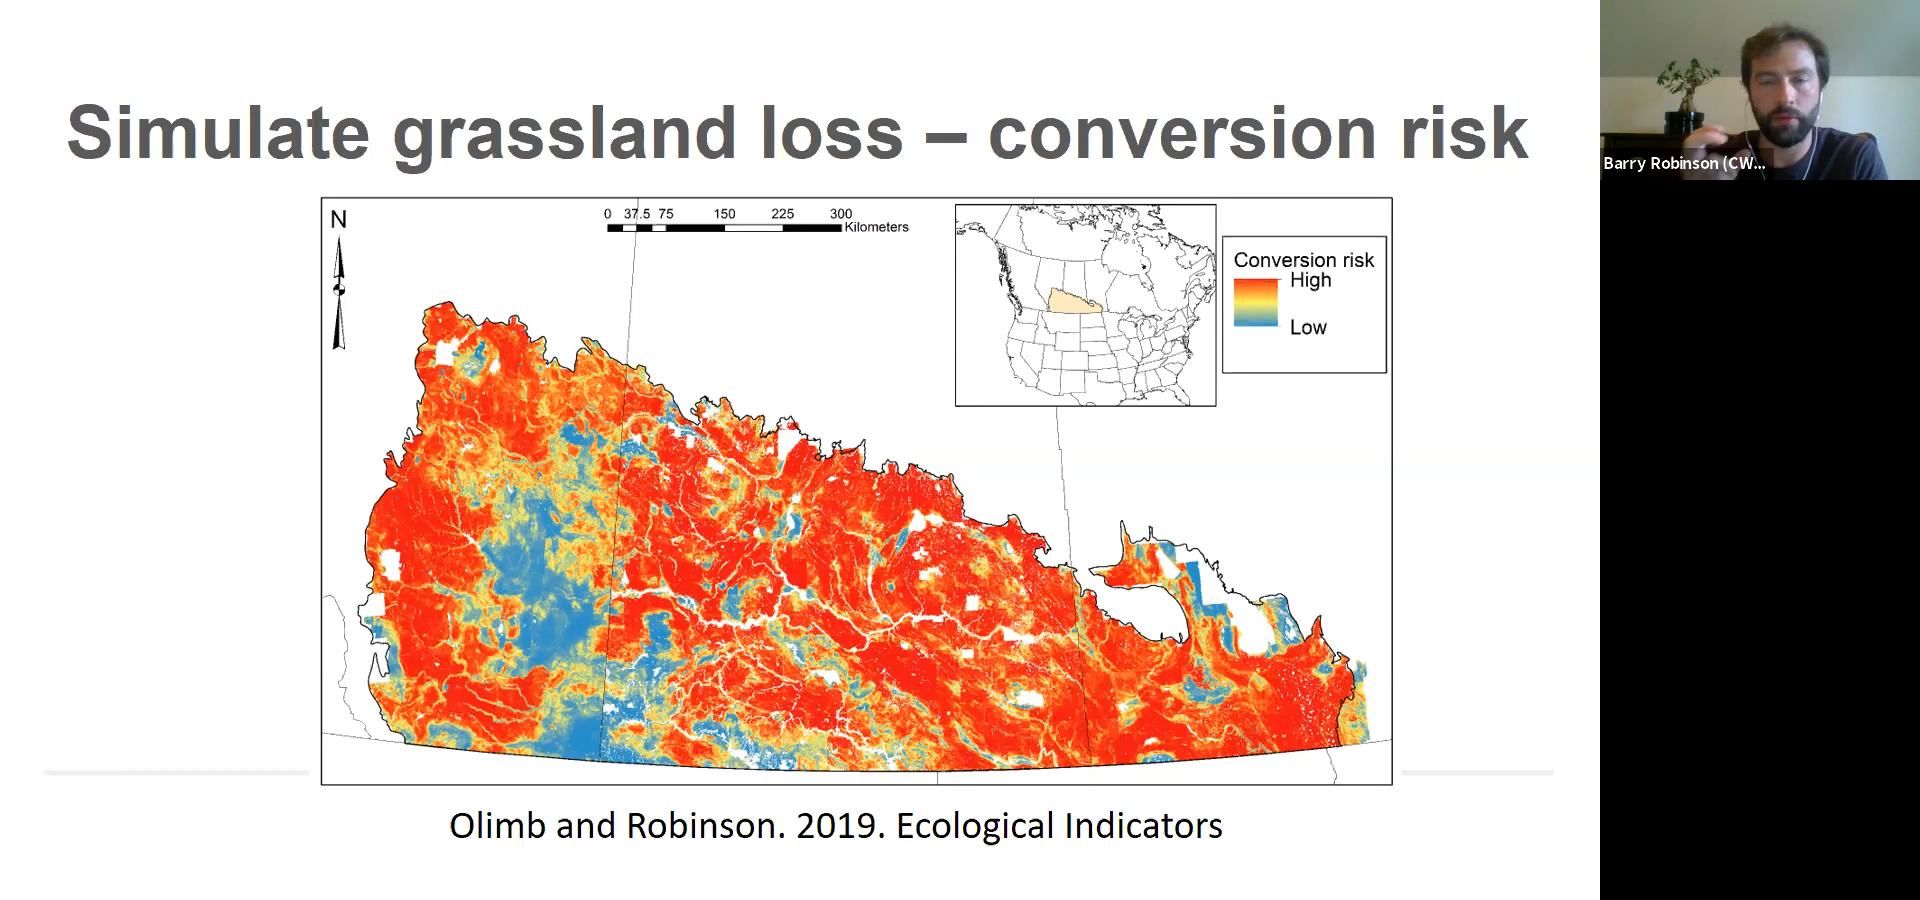 Simulate grassland loss – conversion risk
N
0 37.5 75 150 225 300
Kilometers
Conversion risk
High
Low
Olimb and Robinson. 2019. Ecological Indicators
Barry Robinson (CW...